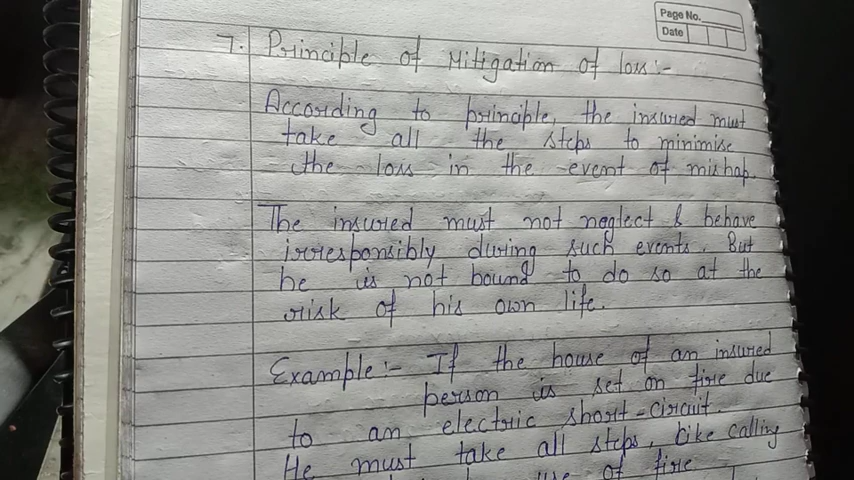 Page No.
Date
7. Principle of Mitigation of loss:-
According to principle, the insured must
take all the steps to minimise
the loss in the event of mishap.
The insured must not neglect & behave
irresponsibly during such events. But
he is not bound to do so at the
risk of his own life.
Example:- If the house of an insured
person is set on fire due
to an electric short-circuit.
He must take all steps, like calling
use of fire